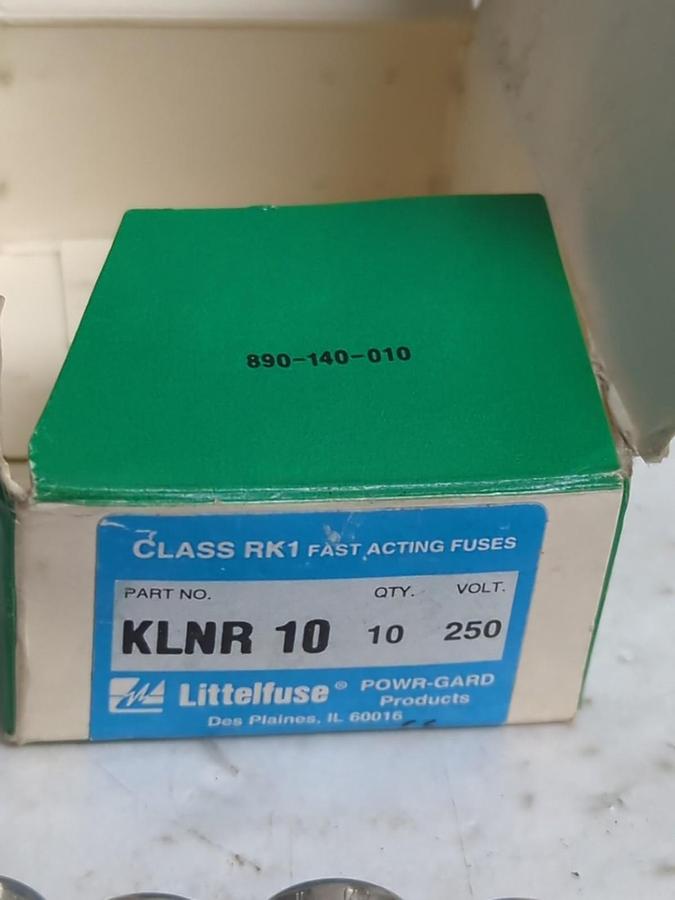 890-140-010
CLASS RK1 FAST ACTING FUSES
PART NO. QTY. VOLT.
KLNR 10 10 250
Littelfuse® POWR-GARD
Products
Des Plaines, IL 60016